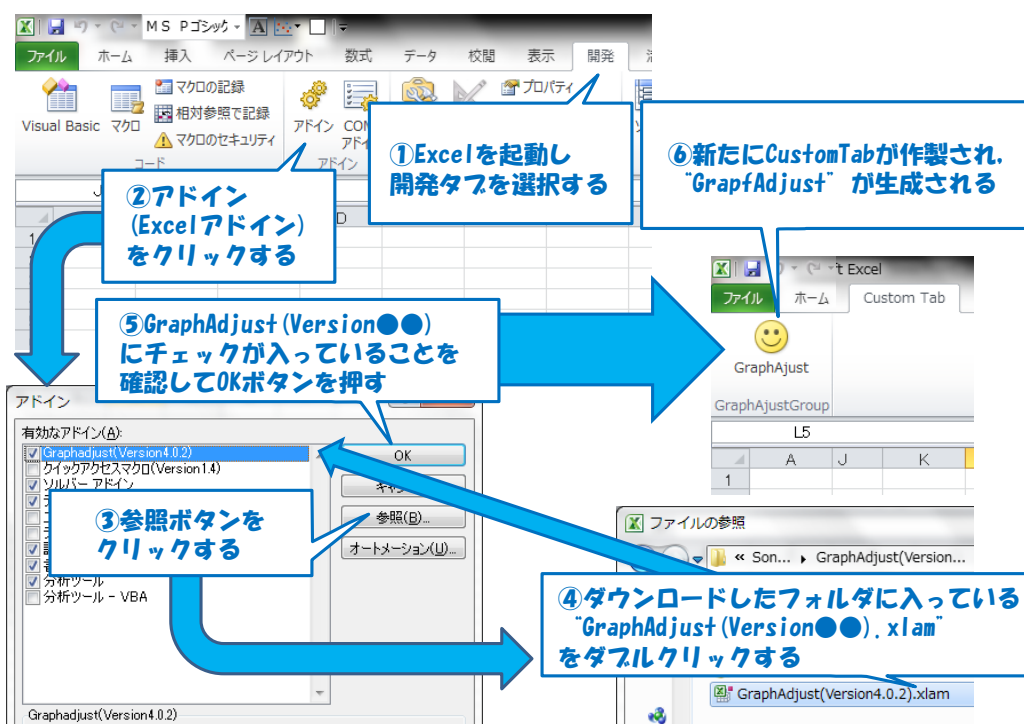 ＭＳ Ｐゴシック
ファイル ホーム 挿入 ページ レイアウト 数式 データ 校閲 表示 開発
Visual Basic
マクロ
マクロの記録
相対参照で記録
マクロのセキュリティ
コード
アドイン
アドイン
プロパティ
①Excelを起動し
開発タブを選択する
②アドイン
(Excelアドイン)
をクリックする
D
1
⑥新たにCustomTabが作製され,
"GrapfAdjust" が生成される
t Excel
ファイル ホーム Custom Tab
GraphAjust
GraphAjustGroup
L5
A J K
1
⑤GraphAdjust(Version●●)
にチェックが入っていることを
確認してOKボタンを押す
アドイン
有効なアドイン(A):
Graphadjust(Version4.0.2)
クイックアクセスマクロ(Version1.4)
ソルバー アドイン
分析ツール
分析ツール - VBA
OK
参照(B)...
オートメーション(U)...
Graphadjust(Version4.0.2)
③参照ボタンを
クリックする
ファイルの参照
« Son... ▸ GraphAdjust(Version...
④ダウンロードしたフォルダに入っている
"GraphAdjust(Version●●).xlam"
をダブルクリックする
GraphAdjust(Version4.0.2).xlam